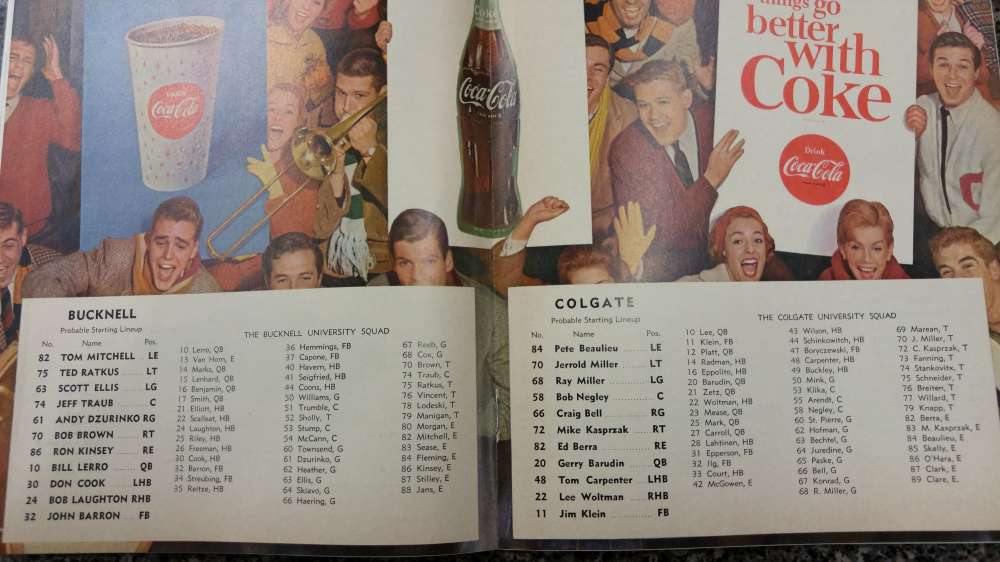 Coke
ENJOY
Coca-Cola
Coca-Cola
things go
better
with
Coke
Drink
Coca-Cola
C
BUCKNELL
Probable Starting Lineup
No. Name Pos.
82 TOM MITCHELL LE
75 TED RATKUS LT
63 SCOTT ELLIS LG
74 JEFF TRAUB C
61 ANDY DZURINKO RG
70 BOB BROWN RT
86 RON KINSEY RE
10 BILL LERRO QB
30 DON COOK LHB
24 BOB LAUGHTON RHB
32 JOHN BARRON FB
THE BUCKNELL UNIVERSITY SQUAD
10 Lerro, QB
13 Van Horn, E
14 Marks, QB
15 Lenhard, QB
16 Benjamin, QB
17 Smith, QB
21 Elliott, HB
22 Scalleat, HB
24 Laughton, HB
25 Riley, HB
26 Freeman, HB
30 Cook, HB
32 Barron, FB
34 Streubing, FB
35 Reitze, HB
36 Hemmings, FB
37 Capone, FB
40 Havern, HB
41 Seigfried, HB
44 Coons, HB
50 Williams, G
51 Trumble, C
52 Sholly, T
53 Stump, C
54 McCann, C
60 Townsend, G
61 Dzurinko, G
62 Heather, G
63 Ellis, G
64 Skiavo, G
66 Haering, G
67 Raab, G
68 Cox, G
70 Brown, T
74 Traub, C
75 Ratkus, T
76 Vincent, T
78 Lodeski, T
79 Manigan, T
80 Morgan, E
82 Mitchell, E
83 Sease, E
84 Fleming, E
86 Kinsey, E
87 Stilley, E
88 Jans, E
COLGATE
Probable Starting Lineup
No. Name Pos.
84 Pete Beaulieu LE
70 Jerrold Miller LT
68 Ray Miller LG
58 Bob Negley C
66 Craig Bell RG
72 Mike Kasprzak RT
82 Ed Berra RE
20 Gerry Barudin QB
48 Tom Carpenter LHB
22 Lee Woltman RHB
11 Jim Klein FB
THE COLGATE UNIVERSITY SQUAD
10 Lee, QB
11 Klein, FB
12 Platt, QB
14 Radman, HB
16 Eppolito, HB
20 Barudin, QB
21 Zetz, QB
22 Woltman, HB
23 Mease, QB
25 Mark, QB
27 Carroll, QB
28 Lahtinen, HB
31 Epperson, FB
32 Ilg, FB
33 Court, HB
42 McGowen, E
43 Wilson, HB
44 Schinkowitch, HB
47 Boryczewski, FB
48 Carpenter, HB
49 Buckley, HB
50 Mink, G
53 Klika, C
55 Arendt, C
58 Negley, C
60 St. Pierre, G
62 Hofman, G
63 Bechtel, G
64 Juredine, G
65 Paske, G
66 Bell, G
67 Konrad, G
68 R. Miller, G
69 Marean, T
70 J. Miller, T
72 C. Kasprzak, T
73 Fanning, T
74 Stankovitx, T
75 Schneider, T
76 Breiten, T
77 Willard, T
79 Knapp, T
82 Berra, E
83 M. Kasprzak, E
84 Beaulieu, E
85 Skelly, E
86 O'Hara, E
87 Clark, E
89 Clare, E.